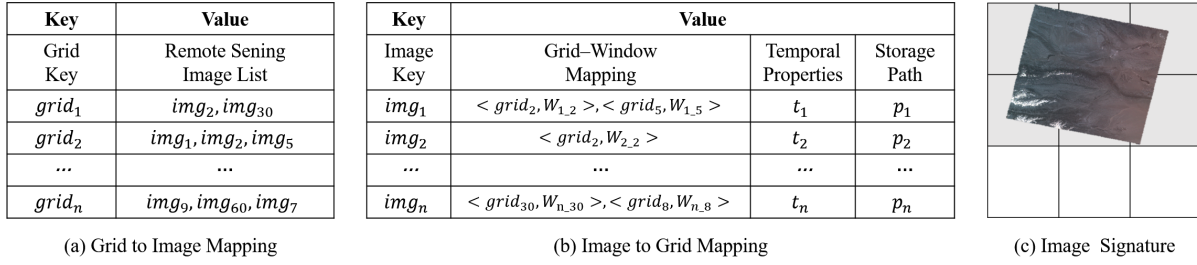 Key Value
Grid Key Remote Sening Image List
grid₁ img₂, img₃₀
grid₂ img₁, img₂, img₅
... ...
gridₙ img₉, img₆₀, img₇
(a) Grid to Image Mapping
Key Value
Image Key Grid–Window Mapping Temporal Properties Storage Path
img₁ < grid₂, W₁_₂ >, < grid₅, W₁_₅ > t₁ p₁
img₂ < grid₂, W₂_₂ > t₂ p₂
... ... ... ...
imgₙ < grid₃₀, Wₙ_₃₀ >, < grid₈, Wₙ_₈ > tₙ pₙ
(b) Image to Grid Mapping
(c) Image Signature